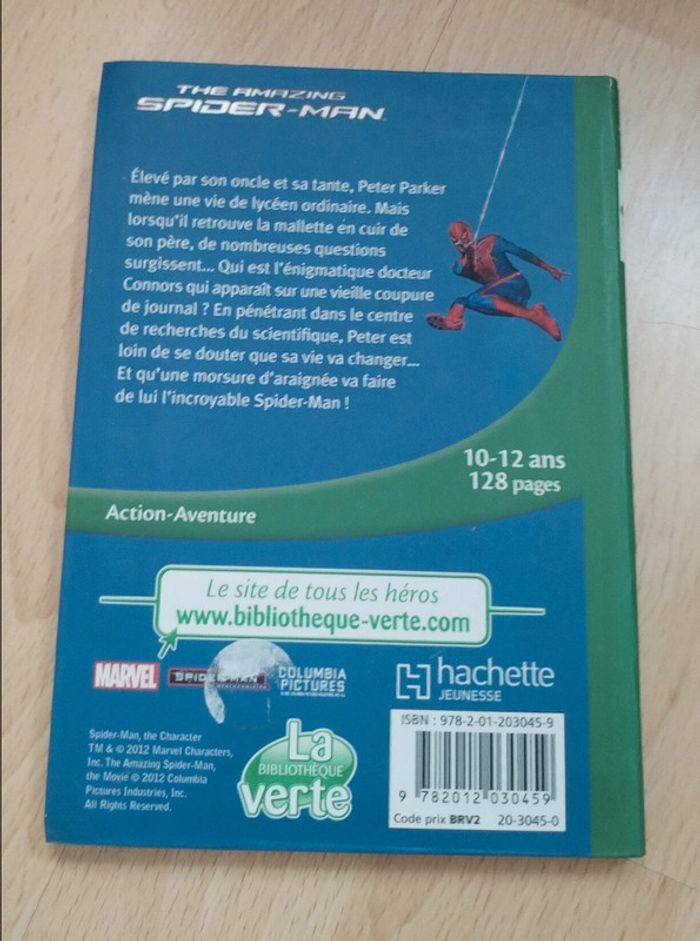 THE AMAZING
SPIDER-MAN
Élevé par son oncle et sa tante, Peter Parker
mène une vie de lycéen ordinaire. Mais
lorsqu'il retrouve la mallette en cuir de
son père, de nombreuses questions
surgissent... Qui est l'énigmatique docteur
Connors qui apparaît sur une vieille coupure
de journal ? En pénétrant dans le centre
de recherches du scientifique, Peter est
loin de se douter que sa vie va changer...
Et qu'une morsure d'araignée va faire
de lui l'incroyable Spider-Man !
10-12 ans
128 pages
Action-Aventure
Le site de tous les héros
www.bibliotheque-verte.com
MARVEL
SPIDER-MAN
COLUMBIA
PICTURES
hachette
JEUNESSE
Spider-Man, the Character
TM & © 2012 Marvel Characters,
Inc. The Amazing Spider-Man,
the Movie © 2012 Columbia
Pictures Industries, Inc.
All Rights Reserved.
La
BIBLIOTHÈQUE
verte
ISBN : 978-2-01-203045-9
9 782012 030459
Code prix BRV2 20-3045-0